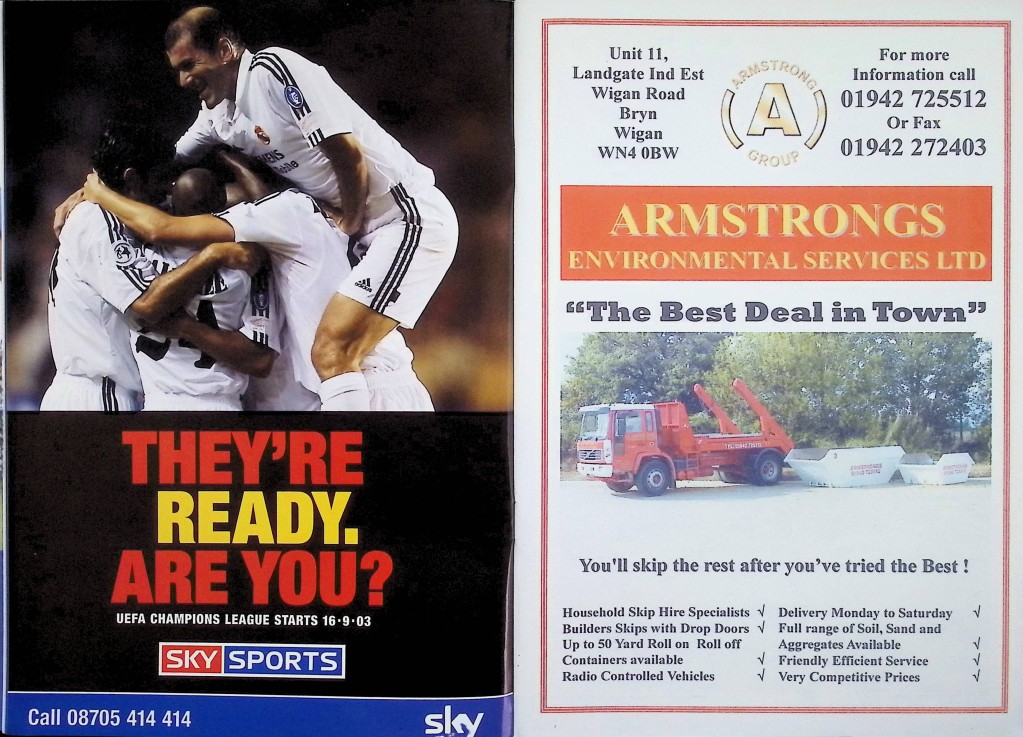 SIEMENS
mobile
adidas
THEY'RE
READY.
ARE YOU?
UEFA CHAMPIONS LEAGUE STARTS 16·9·03
SKY SPORTS
Call 08705 414 414
sky
Unit 11,
Landgate Ind Est
Wigan Road
Bryn
Wigan
WN4 0BW
ARMSTRONG
A
GROUP
For more
Information call
01942 725512
Or Fax
01942 272403
ARMSTRONGS
ENVIRONMENTAL SERVICES LTD
“The Best Deal in Town”
You'll skip the rest after you've tried the Best !
Household Skip Hire Specialists √
Builders Skips with Drop Doors √
Up to 50 Yard Roll on Roll off
Containers available √
Radio Controlled Vehicles √
Delivery Monday to Saturday √
Full range of Soil, Sand and
Aggregates Available √
Friendly Efficient Service √
Very Competitive Prices √